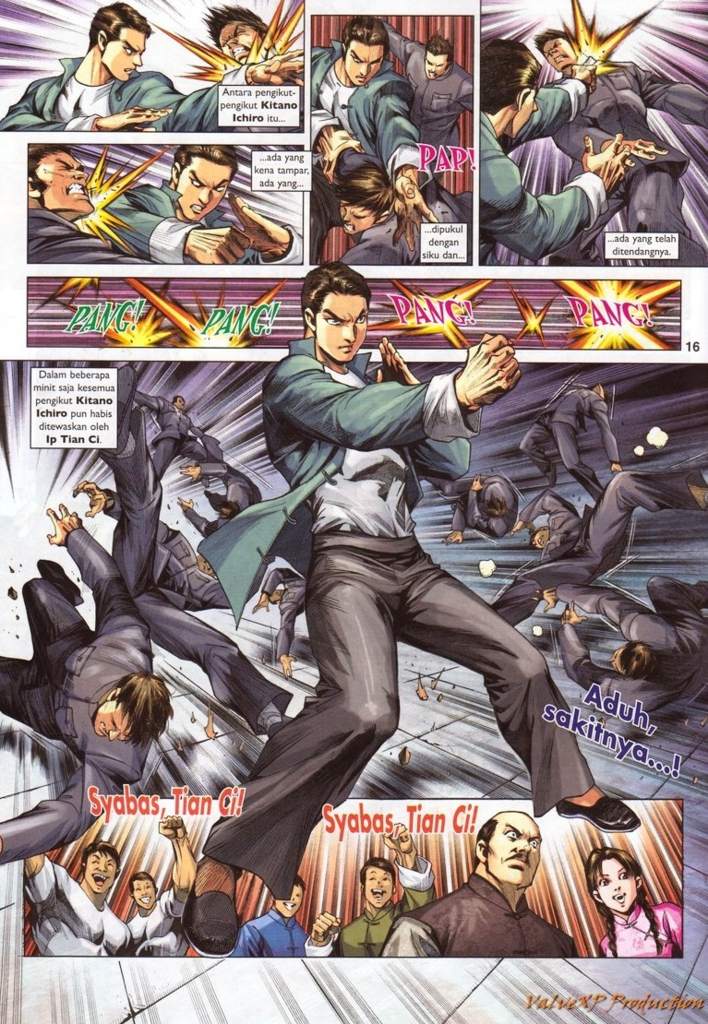 Antara pengikut-
pengikut Kitano
Ichiro itu...
...ada yang
kena tampar,
ada yang...
PAP!
...dipukul
dengan
siku dan...
...ada yang telah
ditendangnya.
PANG!
PANG!
PANG!
PANG!
16
Dalam beberapa
minit saja kesemua
pengikut Kitano
Ichiro pun habis
ditewaskan oleh
Ip Tian Ci.
Aduh,
sakitnya...!
Syabas, Tian Ci!
Syabas, Tian Ci!
ValveXP Production